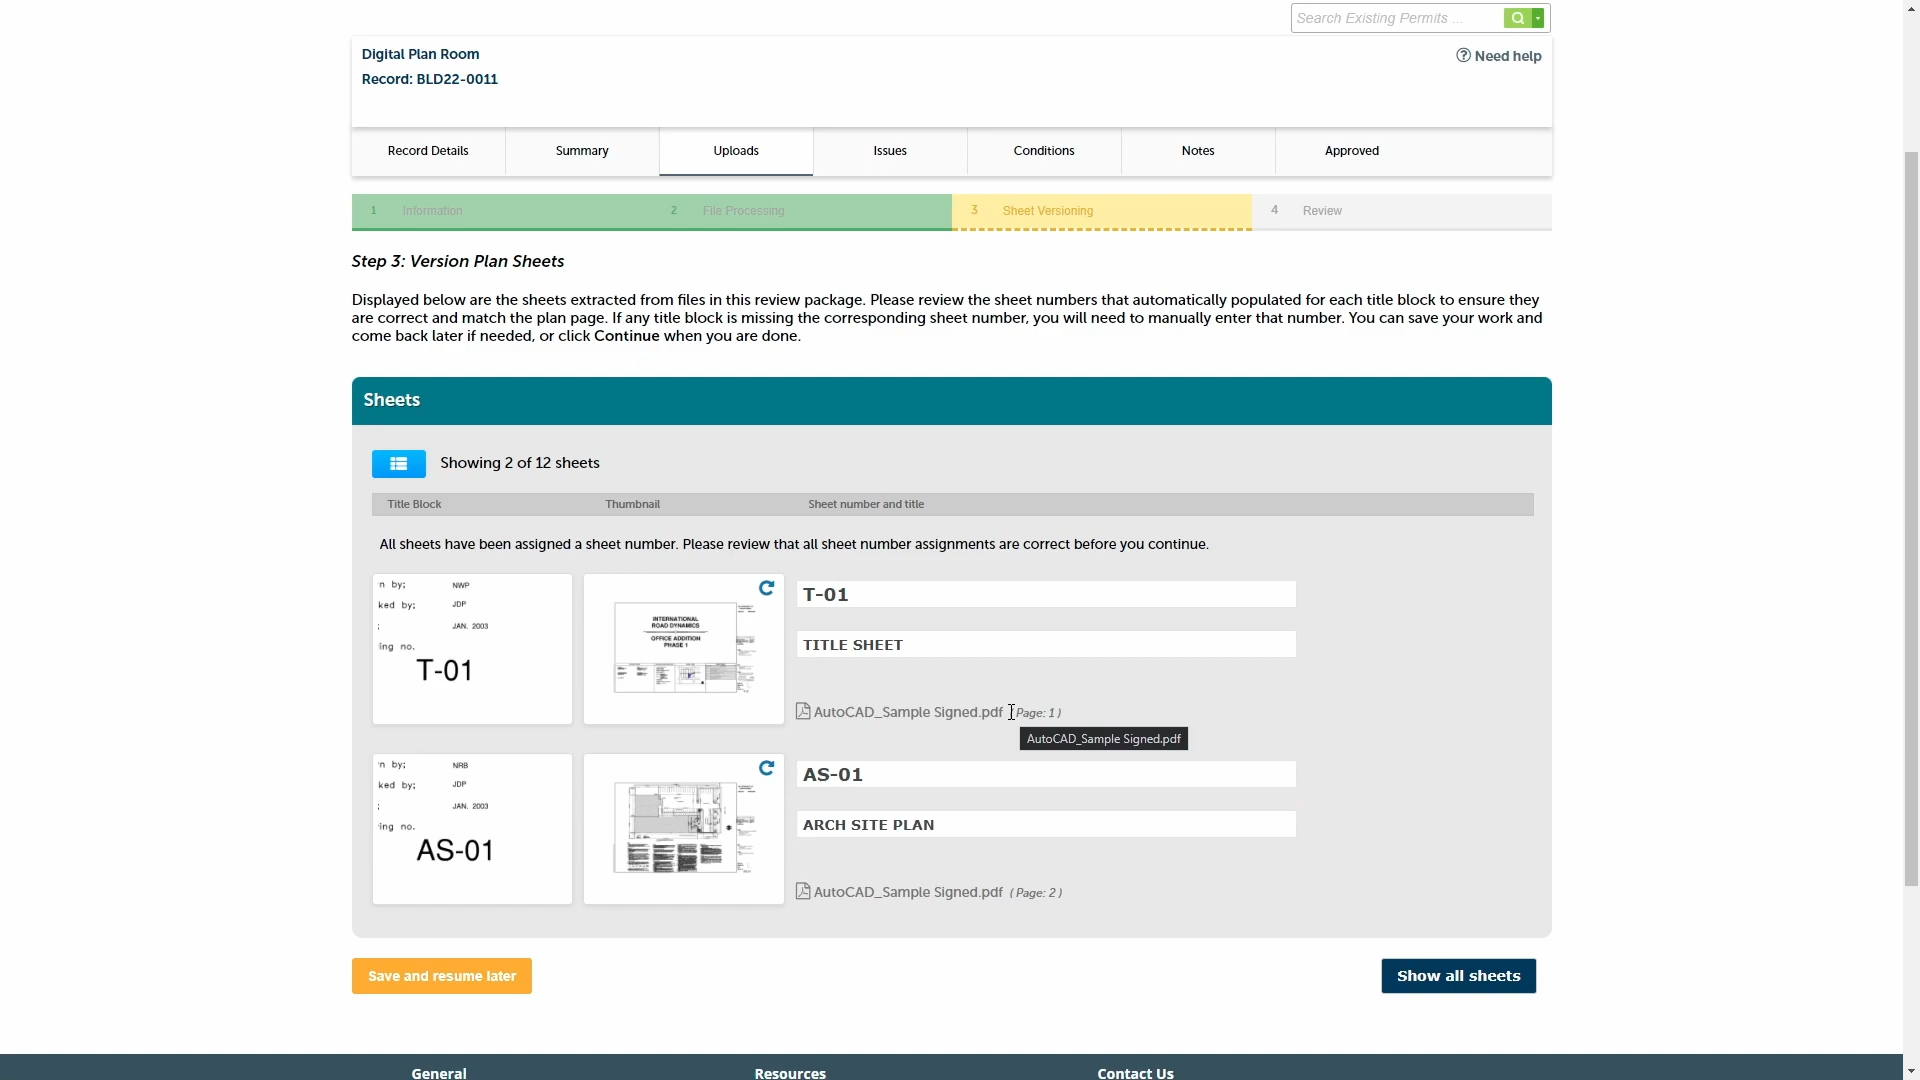 Search Existing Permits ...
Digital Plan Room
Need help
Record: BLD22-0011
Record Details
Summary
Uploads
Issues
Conditions
Notes
Approved
1 Information
2 File Processing
3 Sheet Versioning
4 Review
Step 3: Version Plan Sheets
Displayed below are the sheets extracted from files in this review package. Please review the sheet numbers that automatically populated for each title block to ensure they
are correct and match the plan page. If any title block is missing the corresponding sheet number, you will need to manually enter that number. You can save your work and
come back later if needed, or click Continue when you are done.
Sheets
Showing 2 of 12 sheets
Title Block
Thumbnail
Sheet number and title
All sheets have been assigned a sheet number. Please review that all sheet number assignments are correct before you continue.
n by; NWP
ked by; JDP
; JAN. 2003
ing no.
T-01
INTERNATIONAL
ROAD DYNAMICS
OFFICE ADDITION
PHASE 1
T-01
TITLE SHEET
AutoCAD_Sample Signed.pdf (Page: 1 )
AutoCAD_Sample Signed.pdf
n by; NRB
ked by; JDP
; JAN. 2003
ing no.
AS-01
AS-01
ARCH SITE PLAN
AutoCAD_Sample Signed.pdf ( Page: 2 )
Save and resume later
Show all sheets
General
Resources
Contact Us